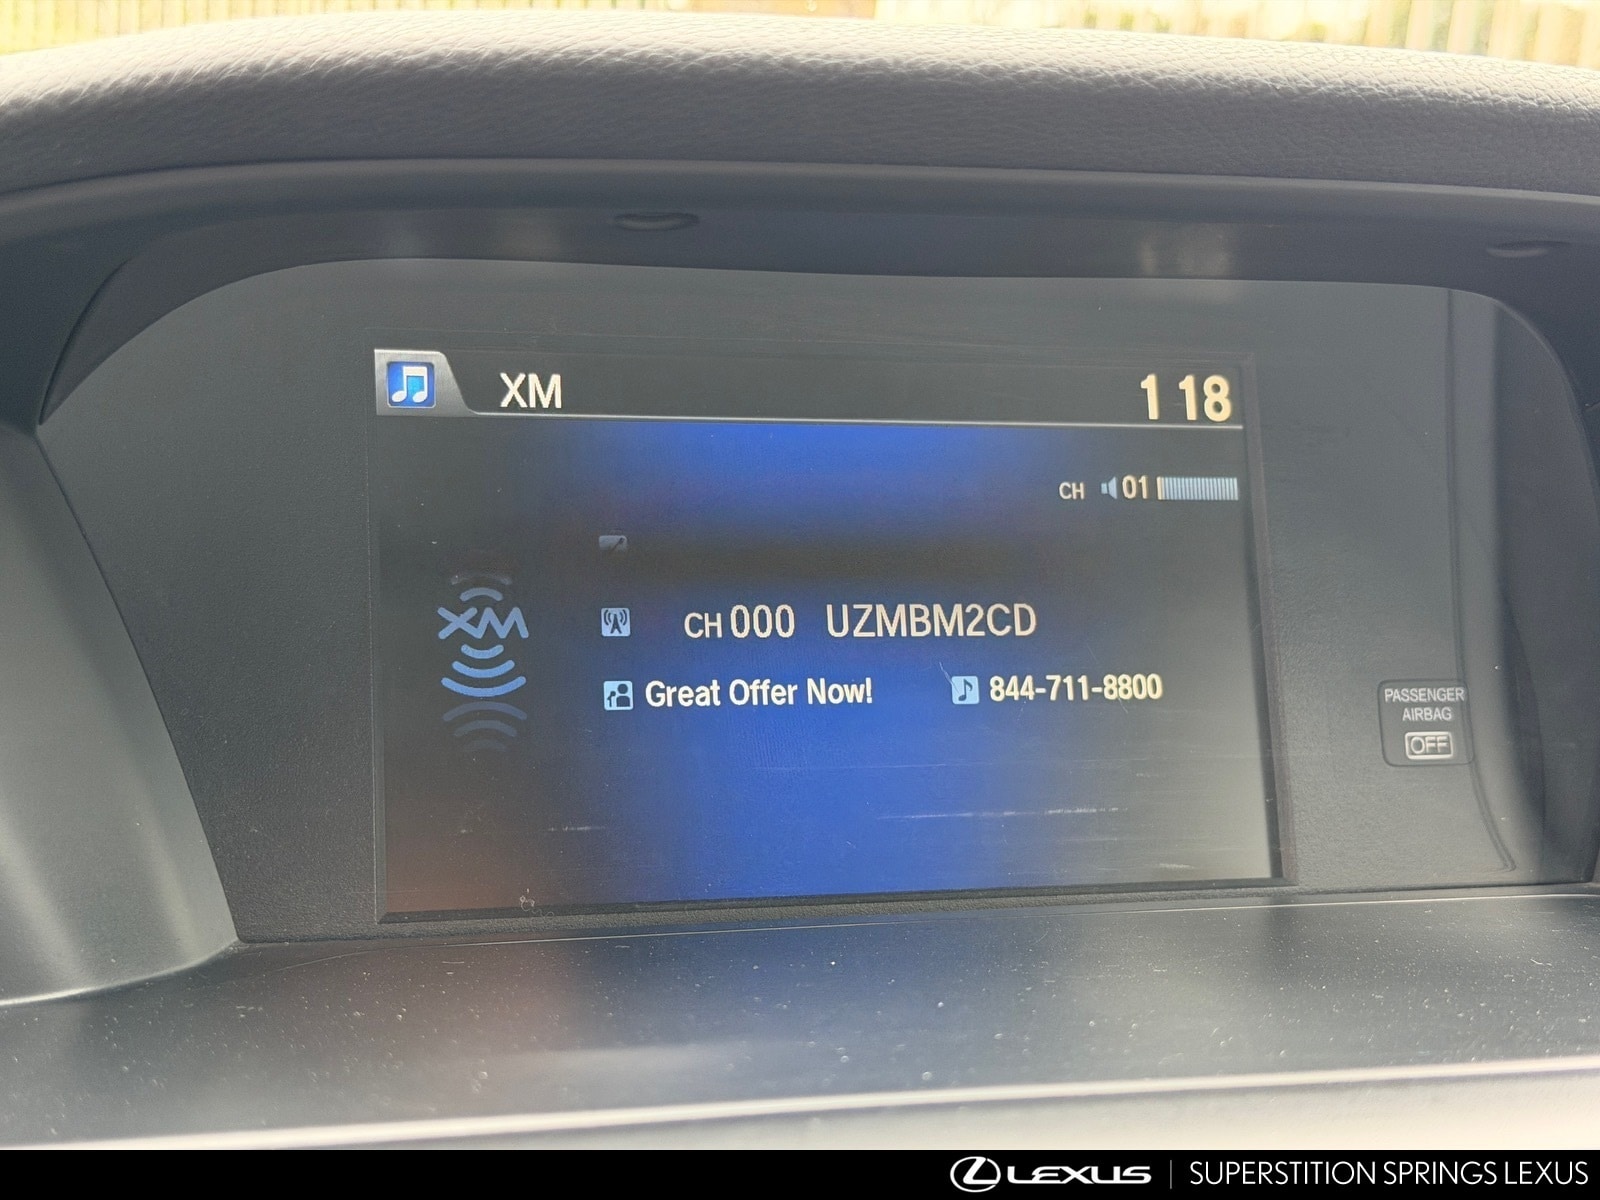 XM 1 18
CH 01
XM CH 000 UZMBM2CD
Great Offer Now! 844-711-8800
PASSENGER
AIRBAG
OFF
LEXUS SUPERSTITION SPRINGS LEXUS